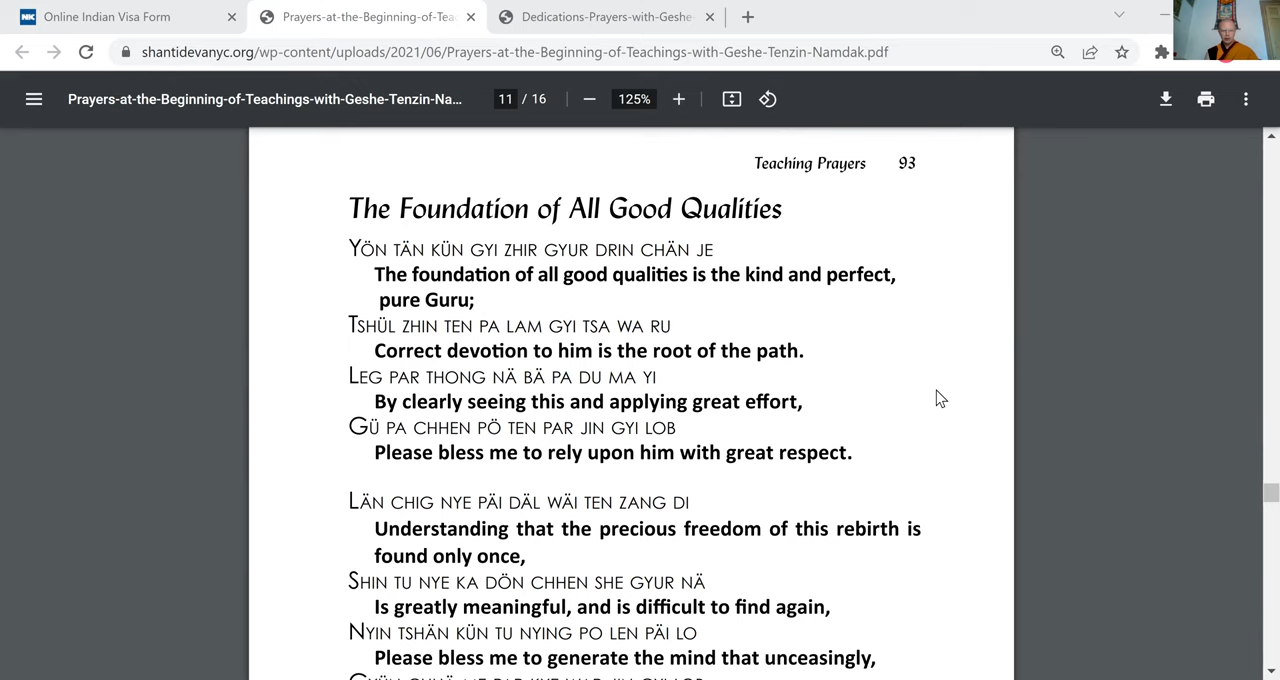 Online Indian Visa Form
Prayers-at-the-Beginning-of-Tea
Dedications-Prayers-with-Geshe-
shantidevanyc.org/wp-content/uploads/2021/06/Prayers-at-the-Beginning-of-Teachings-with-Geshe-Tenzin-Namdak.pdf
Prayers-at-the-Beginning-of-Teachings-with-Geshe-Tenzin-Na...
11 / 16
125%
Teaching Prayers 93
The Foundation of All Good Qualities
YÖN TÄN KÜN GYI ZHIR GYUR DRIN CHÄN JE
The foundation of all good qualities is the kind and perfect,
pure Guru;
TSHÜL ZHIN TEN PA LAM GYI TSA WA RU
Correct devotion to him is the root of the path.
LEG PAR THONG NÄ BÄ PA DU MA YI
By clearly seeing this and applying great effort,
GÜ PA CHHEN PÖ TEN PAR JIN GYI LOB
Please bless me to rely upon him with great respect.
LÄN CHIG NYE PÄI DÄL WÄI TEN ZANG DI
Understanding that the precious freedom of this rebirth is
found only once,
SHIN TU NYE KA DÖN CHHEN SHE GYUR NÄ
Is greatly meaningful, and is difficult to find again,
NYIN TSHÄN KÜN TU NYING PO LEN PÄI LO
Please bless me to generate the mind that unceasingly,